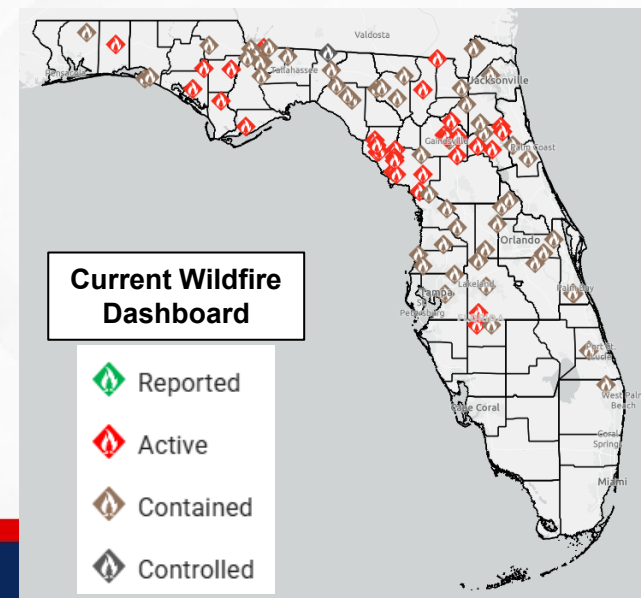 Valdosta
Pensacola
Tallahassee
Jacksonville
Gainesville
Palm Coast
Orlando
Lakeland
Tampa
St.
Petersburg
Palm Bay
Port St.
Lucie
Cape Coral
West Palm
Beach
Coral
Springs
Miami
Current Wildfire
Dashboard
Reported
Active
Contained
Controlled